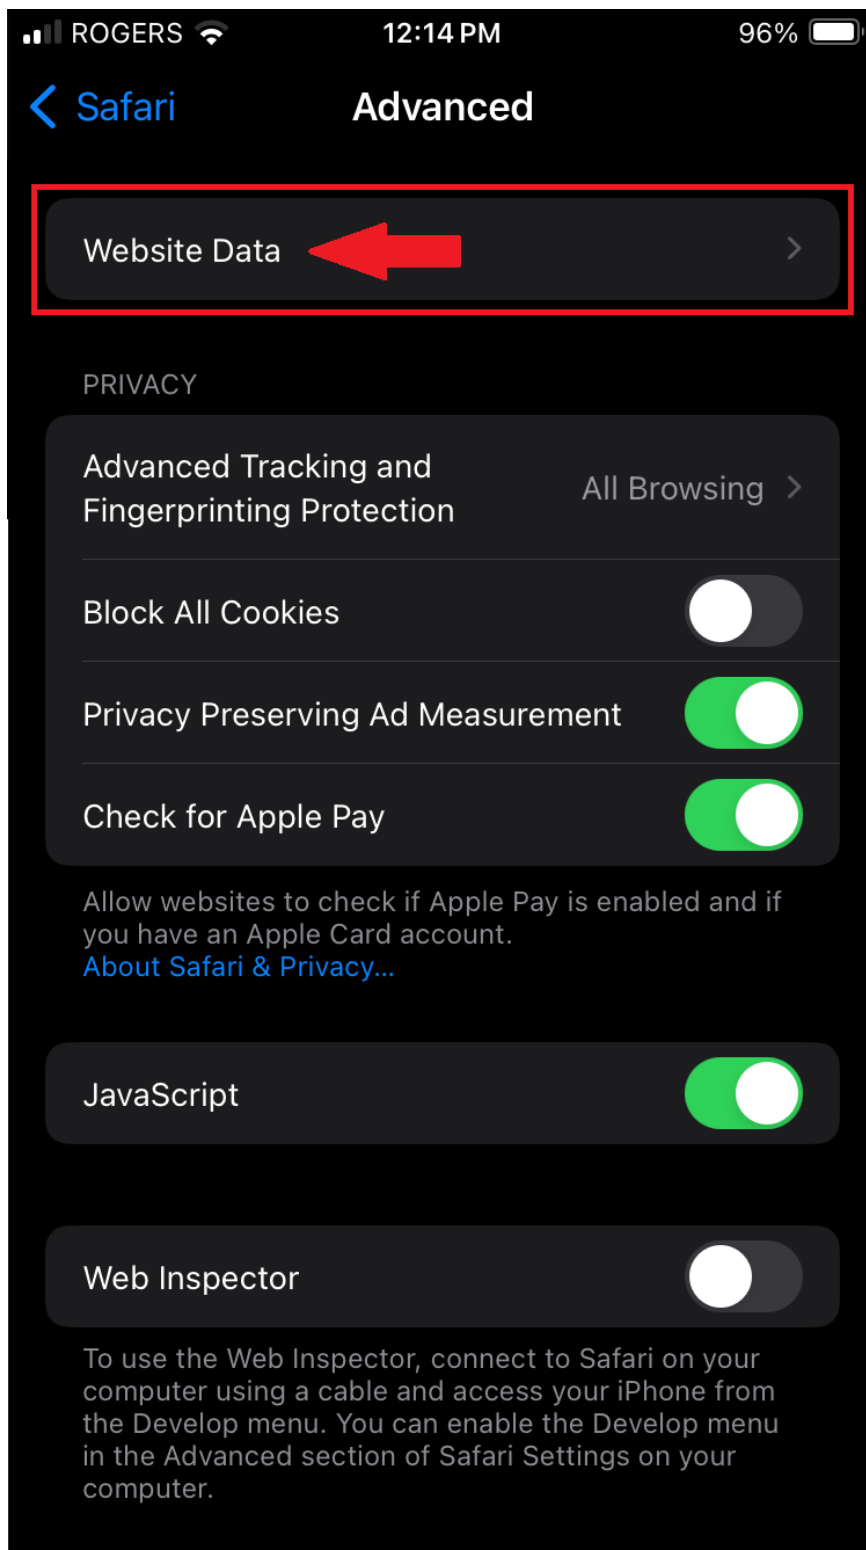 ROGERS 12:14 PM 96%
Safari Advanced
Website Data
PRIVACY
Advanced Tracking and
Fingerprinting Protection
All Browsing
Block All Cookies
Privacy Preserving Ad Measurement
Check for Apple Pay
Allow websites to check if Apple Pay is enabled and if
you have an Apple Card account.
About Safari & Privacy...
JavaScript
Web Inspector
To use the Web Inspector, connect to Safari on your
computer using a cable and access your iPhone from
the Develop menu. You can enable the Develop menu
in the Advanced section of Safari Settings on your
computer.